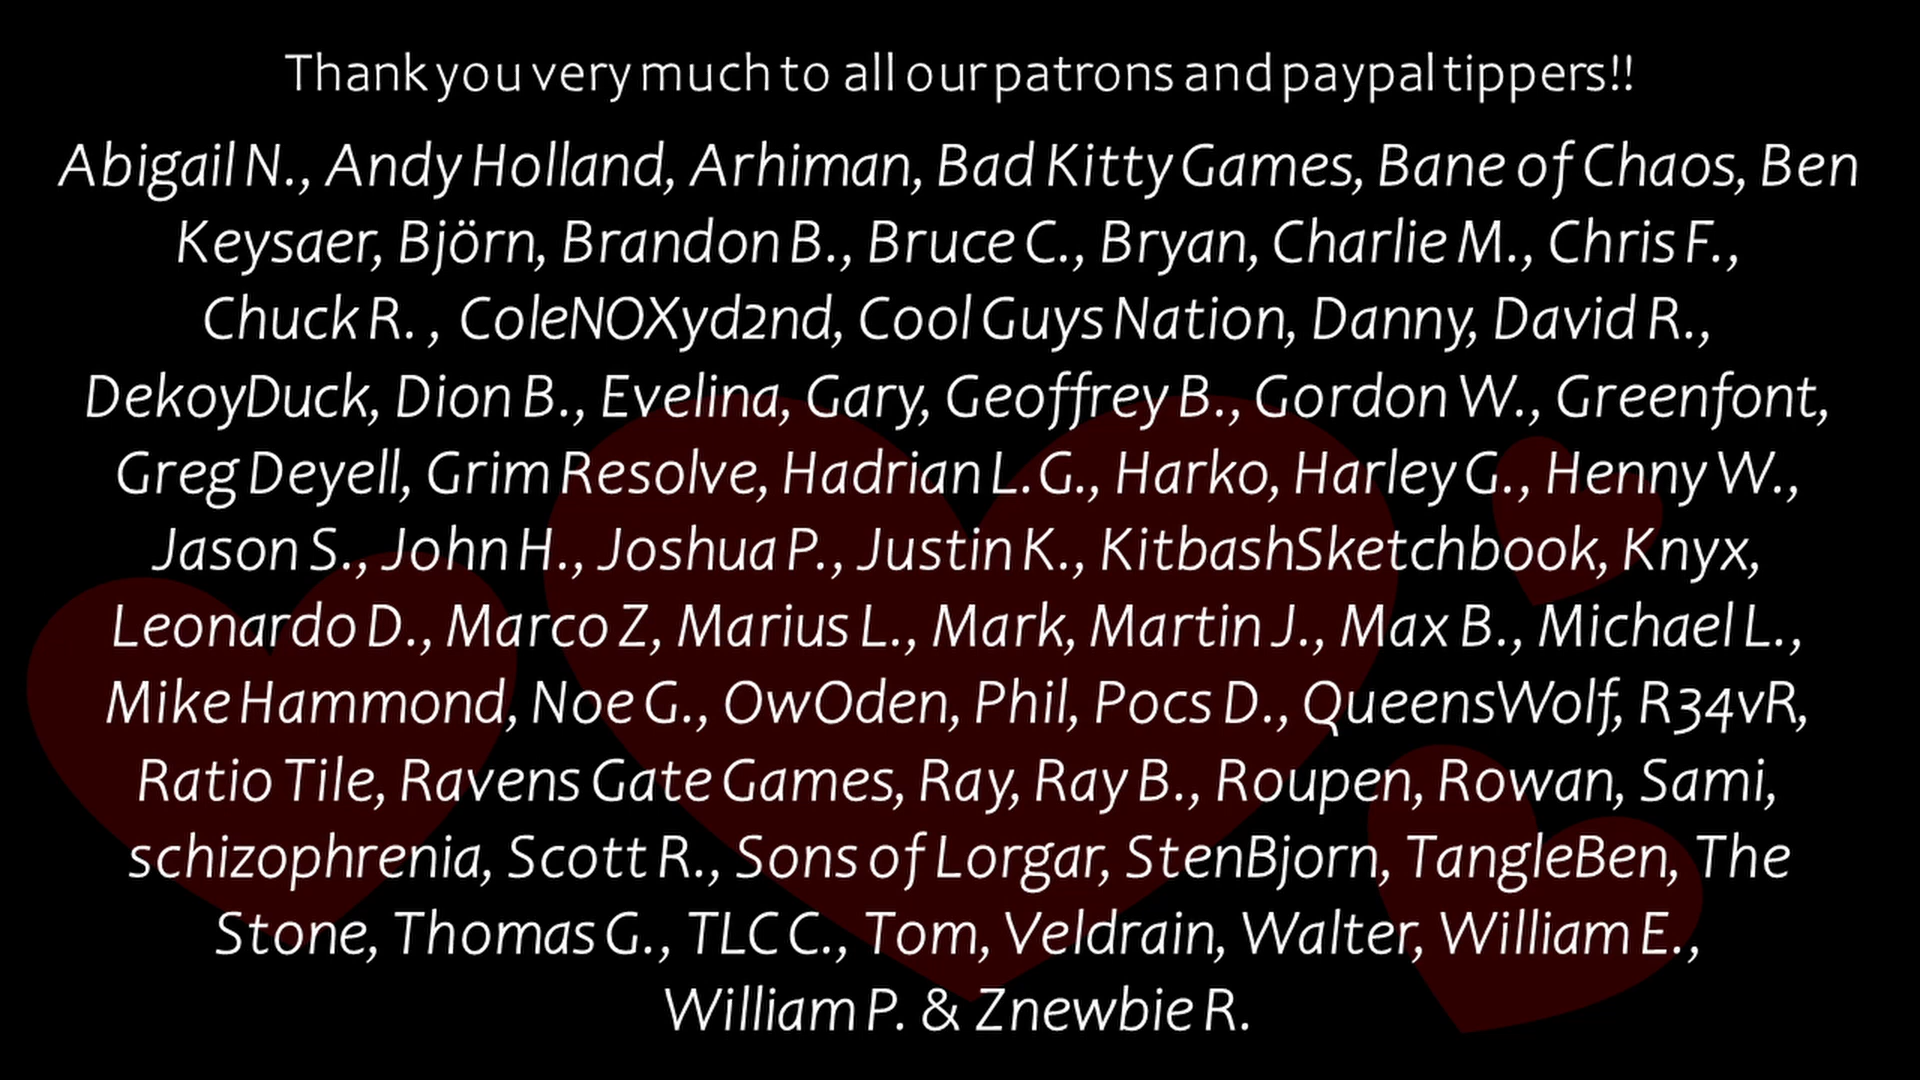 Thank you very much to all our patrons and paypal tippers!!
Abigail N., Andy Holland, Arhiman, Bad Kitty Games, Bane of Chaos, Ben
Keysaer, Björn, Brandon B., Bruce C., Bryan, Charlie M., Chris F.,
Chuck R. , ColeNOXyd2nd, Cool Guys Nation, Danny, David R.,
DekoyDuck, Dion B., Evelina, Gary, Geoffrey B., Gordon W., Greenfont,
Greg Deyell, Grim Resolve, Hadrian L.G., Harko, Harley G., Henny W.,
Jason S., John H., Joshua P., Justin K., KitbashSketchbook, Knyx,
Leonardo D., Marco Z, Marius L., Mark, Martin J., Max B., Michael L.,
Mike Hammond, Noe G., OwOden, Phil, Pocs D., QueensWolf, R34vR,
Ratio Tile, Ravens Gate Games, Ray, Ray B., Roupen, Rowan, Sami,
schizophrenia, Scott R., Sons of Lorgar, StenBjorn, TangleBen, The
Stone, Thomas G., TLC C., Tom, Veldrain, Walter, William E.,
William P. & Znewbie R.